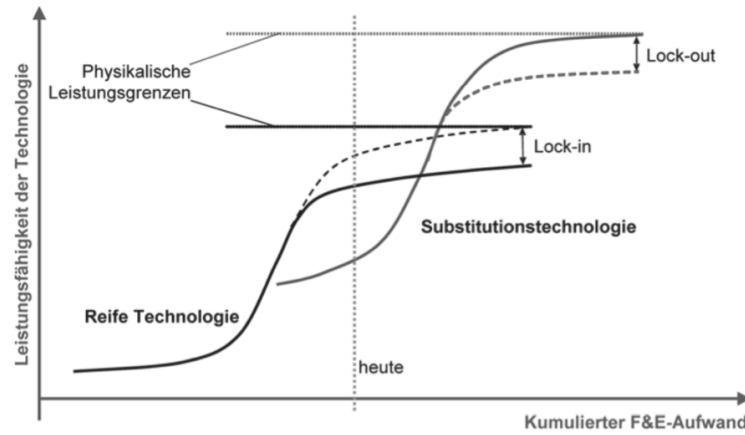 Physikalische
Leistungsgrenzen
Lock-out
Lock-in
Substitutionstechnologie
Reife Technologie
heute
Leistungsfähigkeit der Technologie
Kumulierter F&E-Aufwand